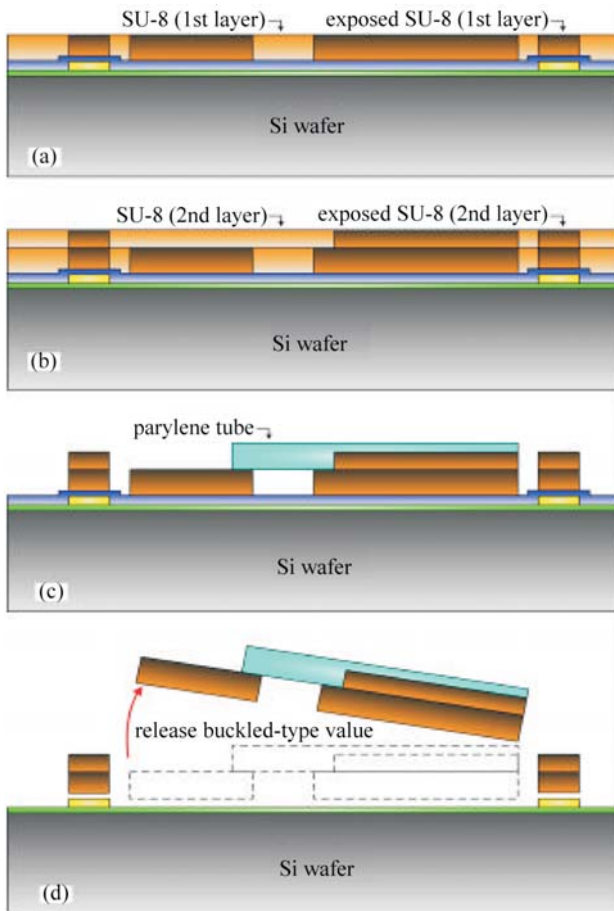 SU-8 (1st layer) exposed SU-8 (1st layer)
Si wafer
(a)
SU-8 (2nd layer) exposed SU-8 (2nd layer)
Si wafer
(b)
parylene tube
Si wafer
(c)
release buckled-type value
Si wafer
(d)